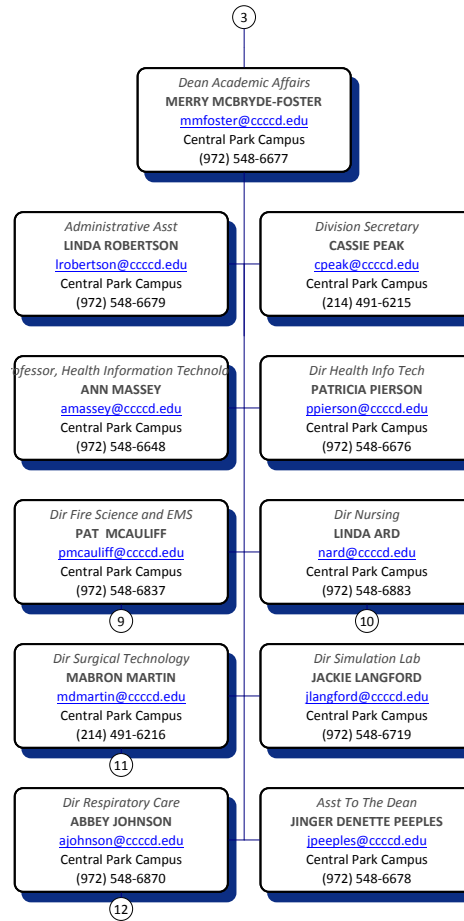 3
Dean Academic Affairs
MERRY MCBRYDE-FOSTER
mmfoster@ccccd.edu
Central Park Campus
(972) 548-6677
Administrative Asst
LINDA ROBERTSON
lrobertson@ccccd.edu
Central Park Campus
(972) 548-6679
Division Secretary
CASSIE PEAK
cpeak@ccccd.edu
Central Park Campus
(214) 491-6215
ofessor, Health Information Technolo
ANN MASSEY
amassey@ccccd.edu
Central Park Campus
(972) 548-6648
Dir Health Info Tech
PATRICIA PIERSON
ppierson@ccccd.edu
Central Park Campus
(972) 548-6676
Dir Fire Science and EMS
PAT  MCAULIFF
pmcauliff@ccccd.edu
Central Park Campus
(972) 548-6837
9
Dir Nursing
LINDA ARD
nard@ccccd.edu
Central Park Campus
(972) 548-6883
10
Dir Surgical Technology
MABRON MARTIN
mdmartin@ccccd.edu
Central Park Campus
(214) 491-6216
11
Dir Simulation Lab
JACKIE LANGFORD
jlangford@ccccd.edu
Central Park Campus
(972) 548-6719
Dir Respiratory Care
ABBEY JOHNSON
ajohnson@ccccd.edu
Central Park Campus
(972) 548-6870
12
Asst To The Dean
JINGER DENETTE PEEPLES
jpeeples@ccccd.edu
Central Park Campus
(972) 548-6678